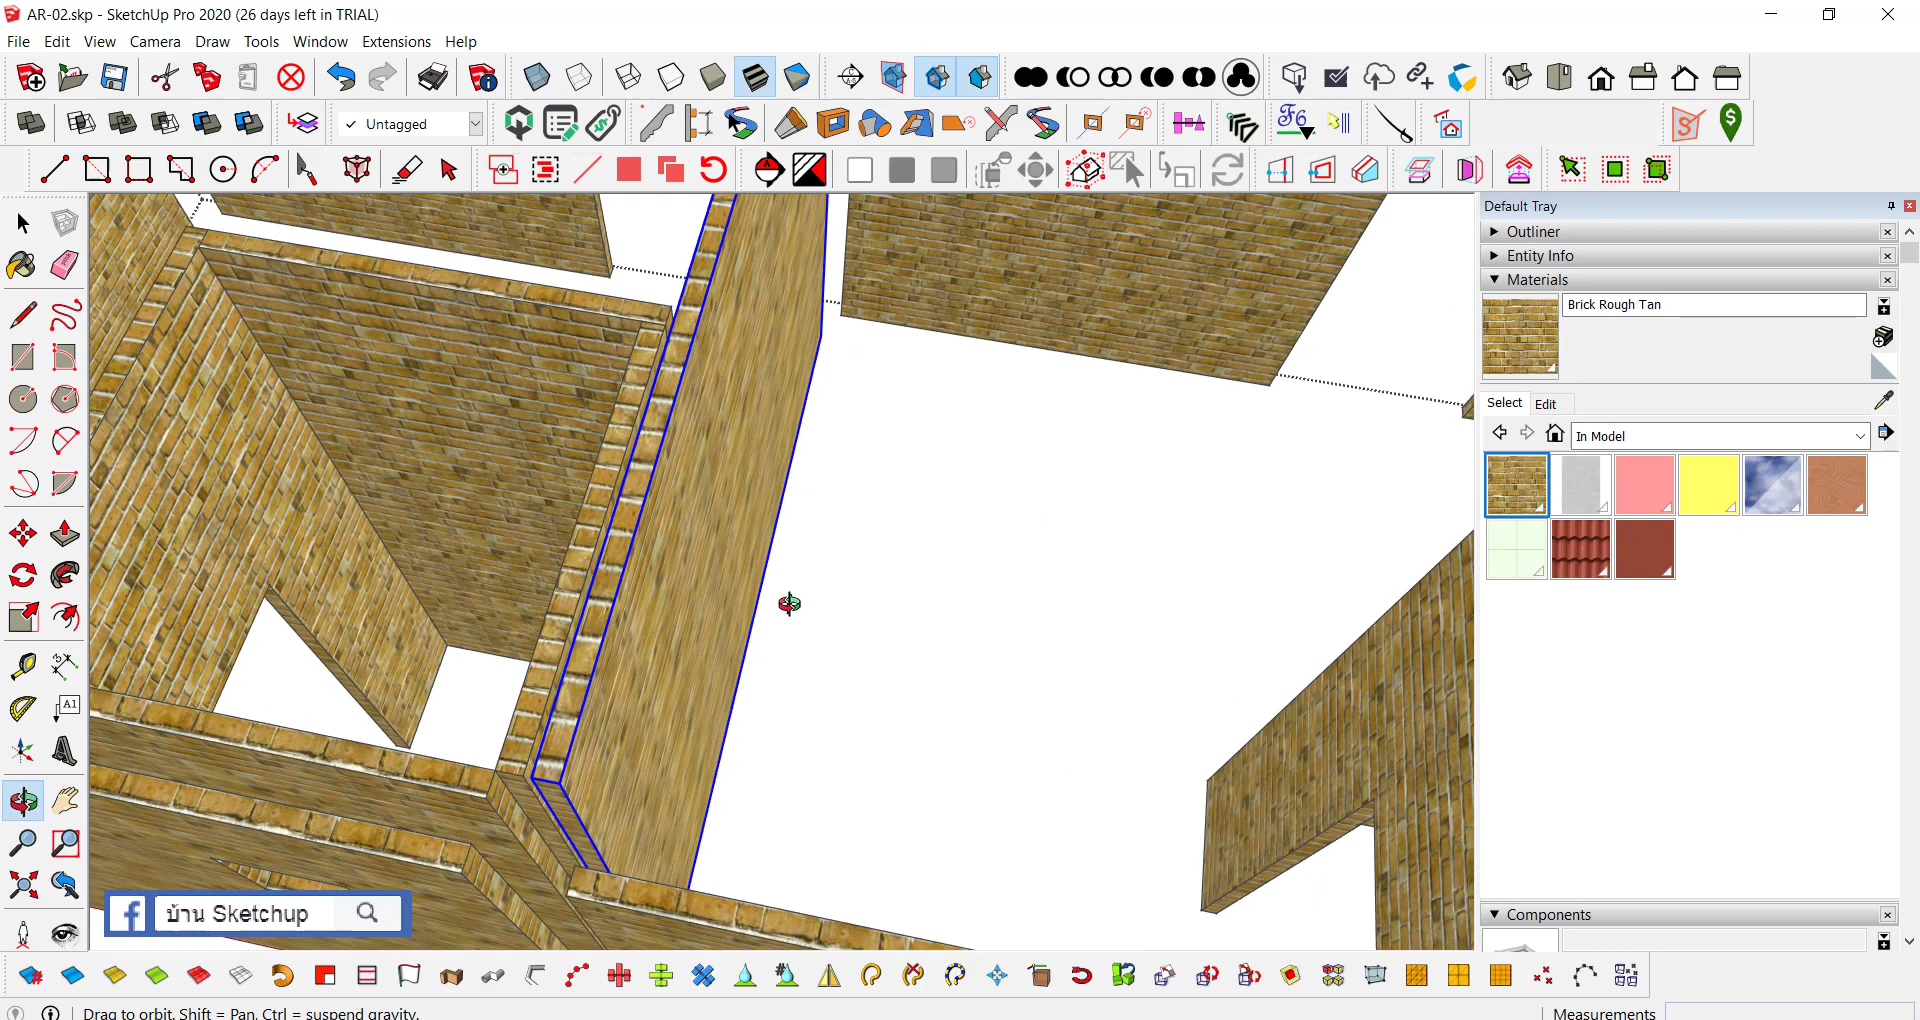 AR-02.skp - SketchUp Pro 2020 (26 days left in TRIAL)
File Edit View Camera Draw Tools Window Extensions Help
✓ Untagged
Default Tray
Outliner
Entity Info
Materials
Brick Rough Tan
Select Edit
In Model
A1
บ้าน Sketchup
Components
Drag to orbit. Shift = Pan, Ctrl = suspend gravity.
Measurements